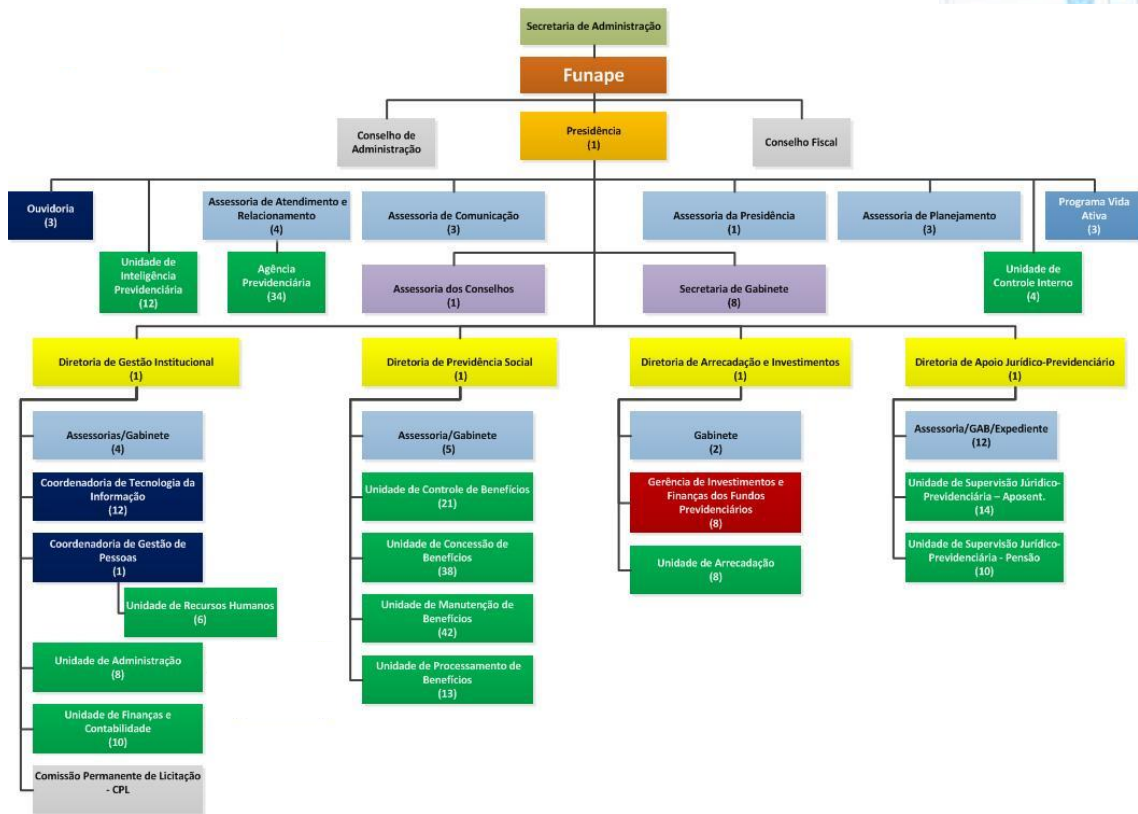 Secretaria de Administração
Funape
Conselho de
Administração
Presidência
(1)
Conselho Fiscal
Ouvidoria
(3)
Assessoria de Atendimento e
Relacionamento
(4)
Assessoria de Comunicação
(3)
Assessoria da Presidência
(1)
Assessoria de Planejamento
(3)
Programa Vida
Ativa
(3)
Unidade de
Inteligência
Previdenciária
(12)
Agência
Previdenciária
(34)
Assessoria dos Conselhos
(1)
Secretaria de Gabinete
(8)
Unidade de
Controle Interno
(4)
Diretoria de Gestão Institucional
(1)
Diretoria de Previdência Social
(1)
Diretoria de Arrecadação e Investimentos
(1)
Diretoria de Apoio Jurídico-Previdenciário
(1)
Assessorias/Gabinete
(4)
Coordenadoria de Tecnologia da
Informação
(12)
Coordenadoria de Gestão de
Pessoas
(1)
Unidade de Recursos Humanos
(6)
Unidade de Administração
(8)
Unidade de Finanças e
Contabilidade
(10)
Comissão Permanente de Licitação
- CPL
Assessoria/Gabinete
(5)
Unidade de Controle de Benefícios
(21)
Unidade de Concessão de
Benefícios
(38)
Unidade de Manutenção de
Benefícios
(42)
Unidade de Processamento de
Benefícios
(13)
Gabinete
(2)
Gerência de Investimentos e
Finanças dos Fundos
Previdenciários
(8)
Unidade de Arrecadação
(8)
Assessoria/GAB/Expediente
(12)
Unidade de Supervisão Júrídico-
Previdenciária – Aposent.
(14)
Unidade de Supervisão Jurídico-
Previdenciária - Pensão
(10)